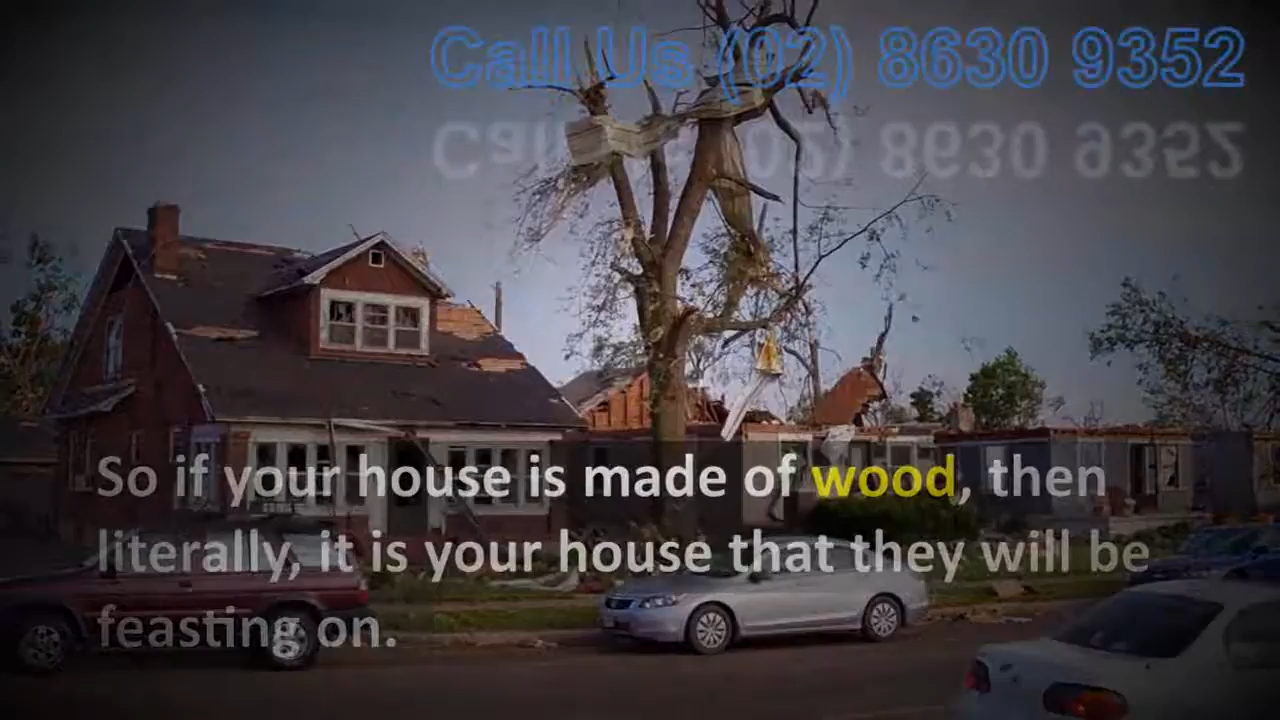 Call Us (02) 8630 9352
So if your house is made of wood, then
literally, it is your house that they will be
feasting on.